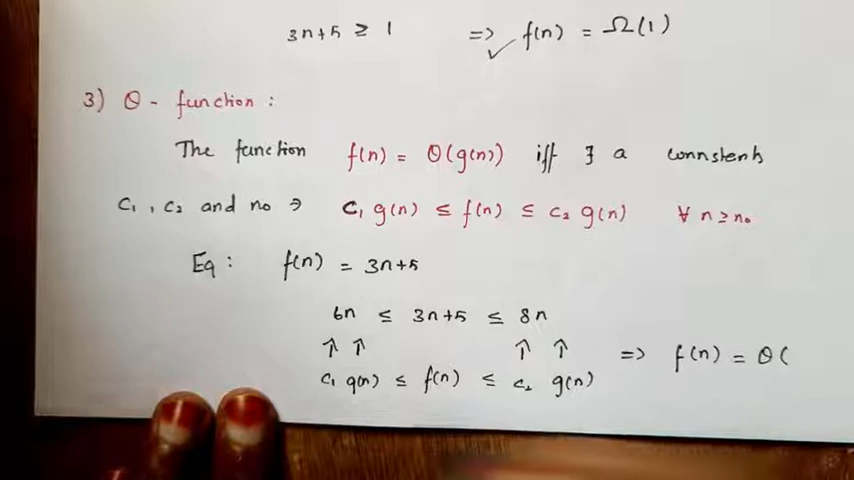 3n+5 ≥ 1 => ✓ f(n) = Ω(1)
3) Θ - function :
The function f(n) = Θ(g(n)) iff ∃ a connstents
C₁, C₂ and n₀ ∋ C₁ g(n) ≤ f(n) ≤ C₂ g(n) ∀ n ≥ n₀
Eg : f(n) = 3n+5
6n ≤ 3n+5 ≤ 8n
↑ ↑ ↑ ↑ => f(n) = Θ(
C₁ g(n) ≤ f(n) ≤ C₂ g(n)